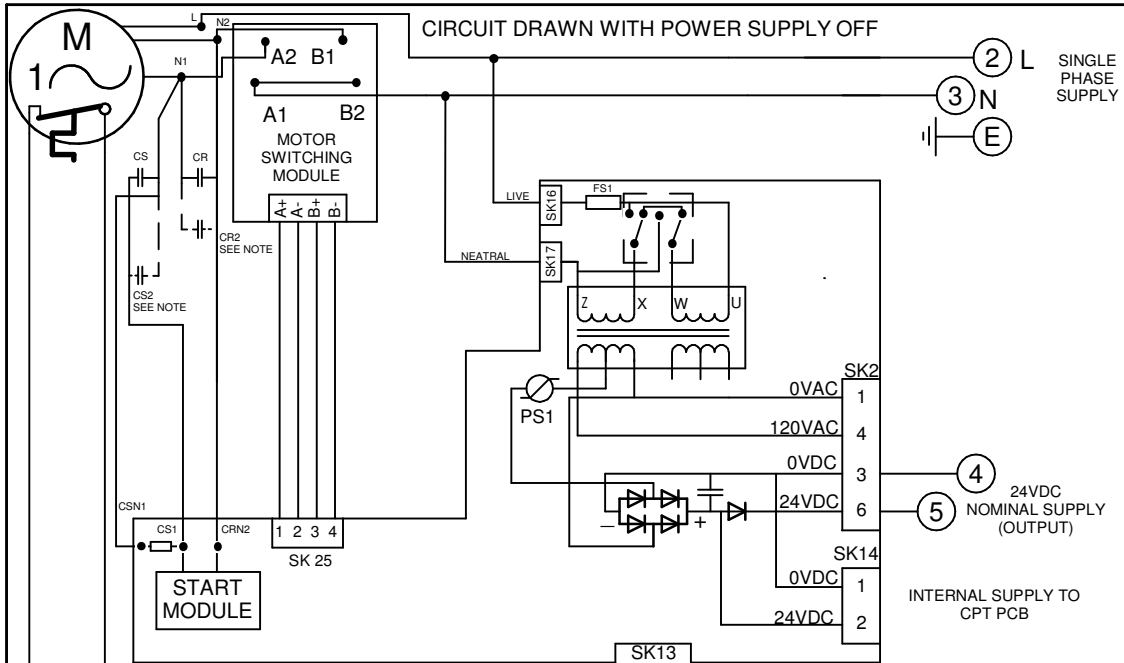 CIRCUIT DRAWN WITH POWER SUPPLY OFF
M
1
L
N2
N1
A2 B1
A1 B2
MOTOR
SWITCHING
MODULE
A+
A-
B+
B-
2 L
3 N
E
SINGLE
PHASE
SUPPLY
CS
CR
CR2
SEE NOTE
CS2
SEE NOTE
LIVE
SK16
FS1
NEATRAL
SK17
Z X W U
PS1
SK2
0VAC 1
120VAC 4
0VDC 3
24VDC 6
4
5
24VDC
NOMINAL SUPPLY
(OUTPUT)
— +
SK14
0VDC 1
24VDC 2
INTERNAL SUPPLY TO
CPT PCB
CSN1
CS1
CRN2
1 2 3 4
SK 25
START
MODULE
SK13